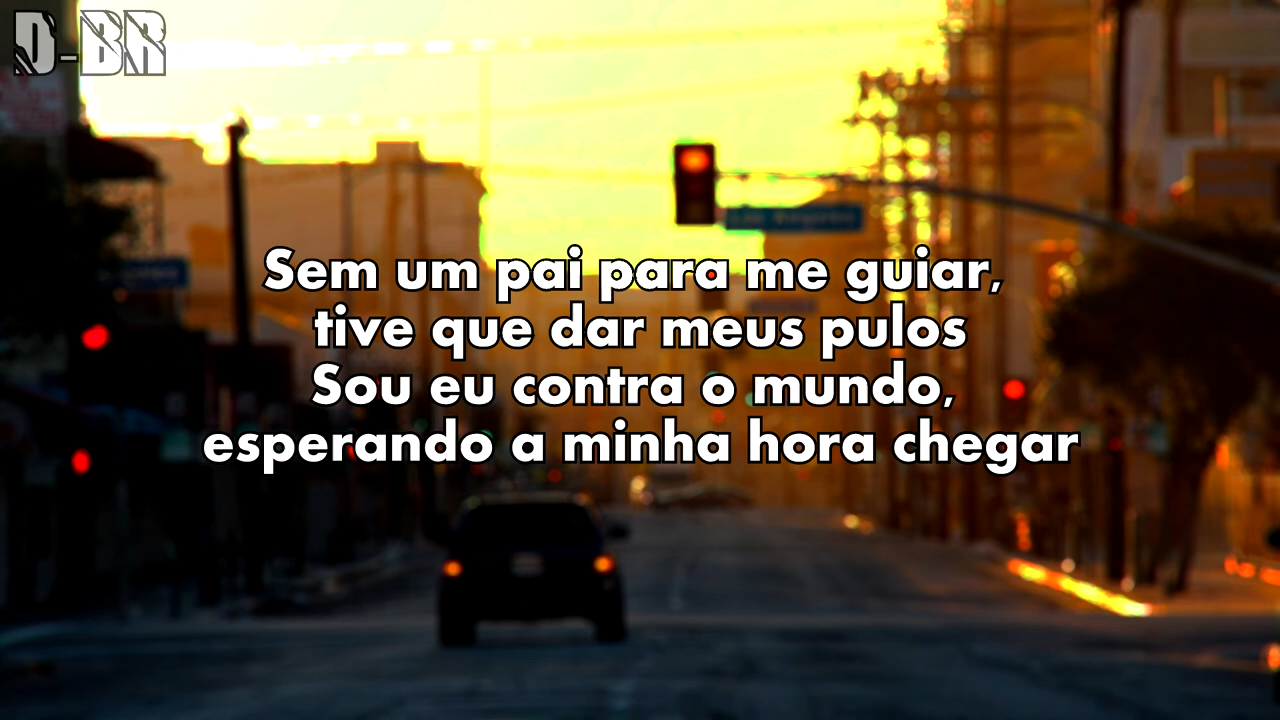 D-BR
Sem um pai para me guiar,
tive que dar meus pulos
Sou eu contra o mundo,
esperando a minha hora chegar